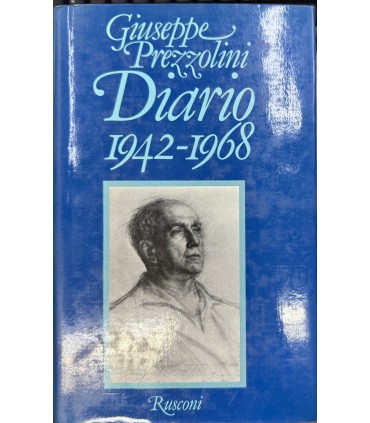 Giuseppe
Prezzolini
Diario
1942-1968
Rusconi